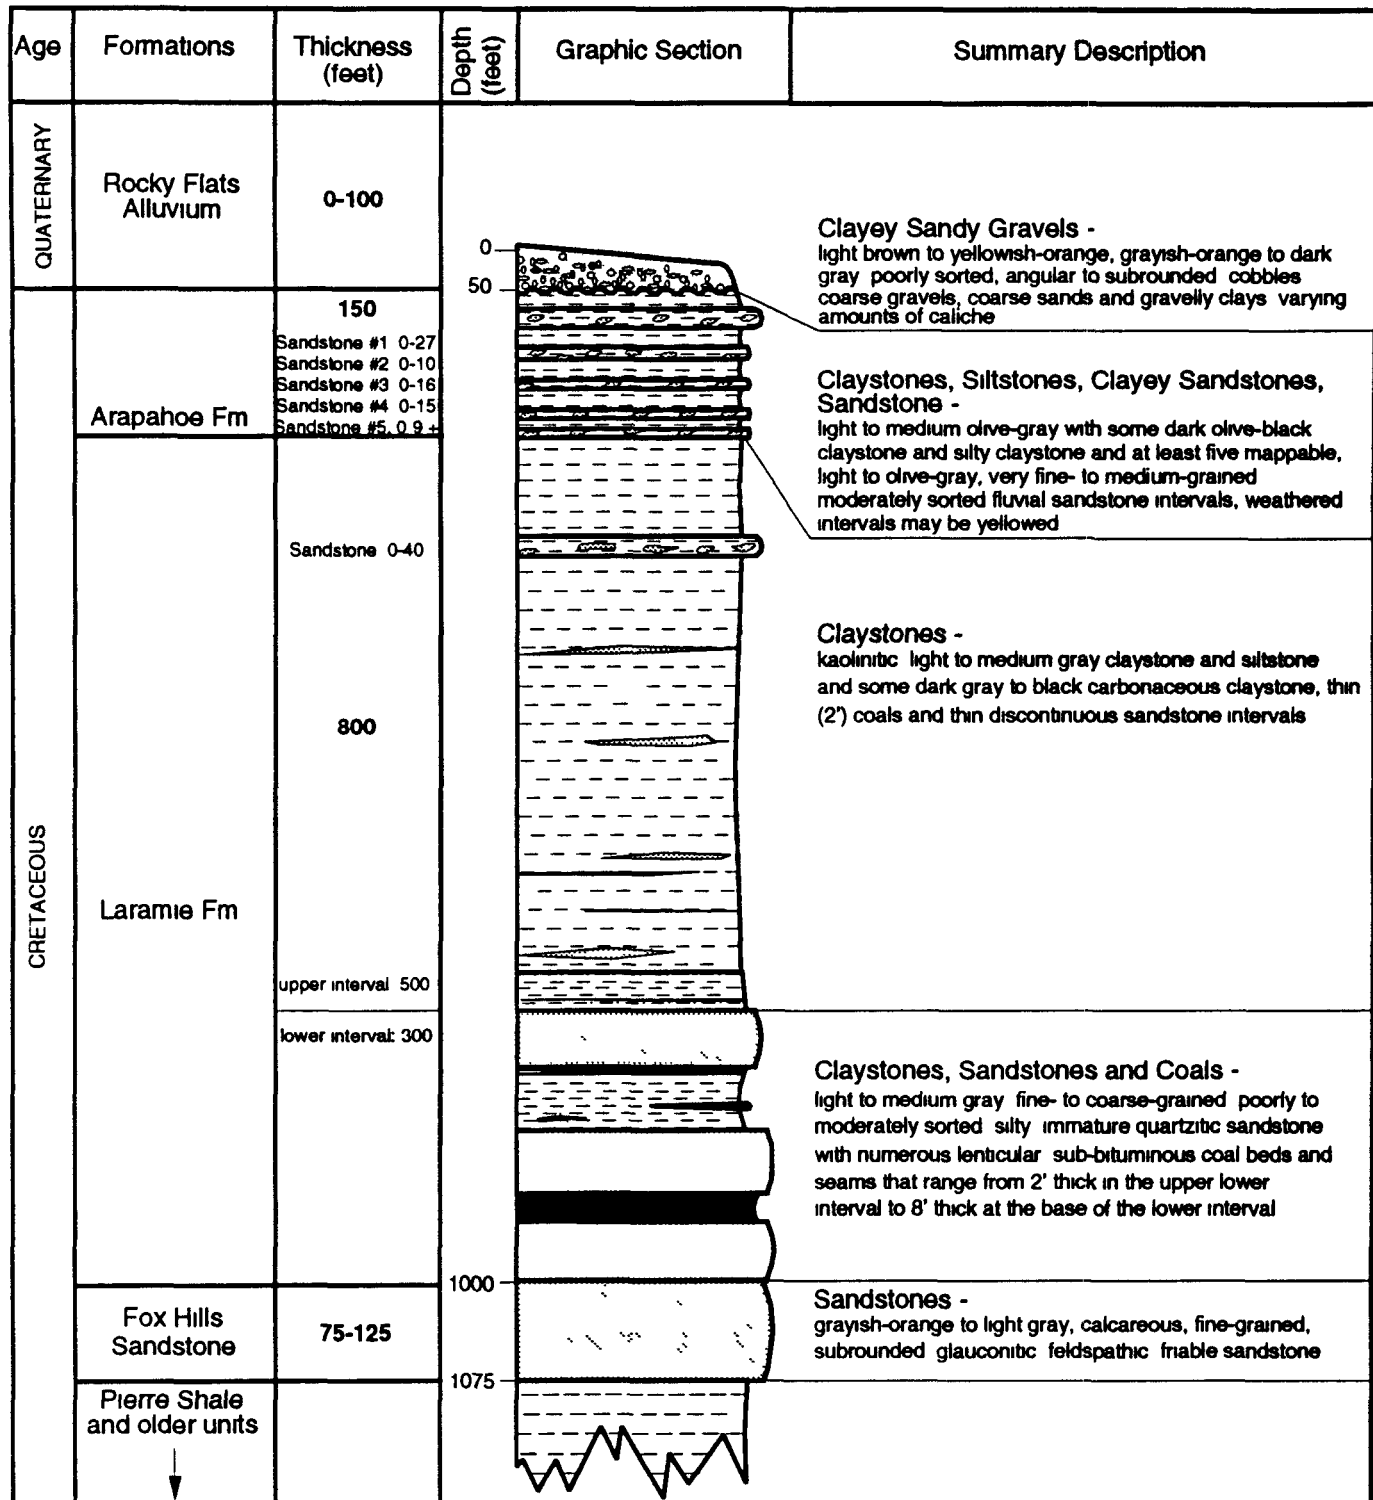 Age
Formations
Thickness
(feet)
Depth
(feet)
Graphic Section
Summary Description
QUATERNARY
Rocky Flats
Alluvium
0-100
0
50
Clayey Sandy Gravels -
light brown to yellowish-orange, grayish-orange to dark
gray poorly sorted, angular to subrounded cobbles
coarse gravels, coarse sands and gravelly clays varying
amounts of caliche
CRETACEOUS
Arapahoe Fm
150
Sandstone #1 0-27
Sandstone #2 0-10
Sandstone #3 0-16
Sandstone #4 0-15
Sandstone #5, 0 9 +
Claystones, Siltstones, Clayey Sandstones,
Sandstone -
light to medium olive-gray with some dark olive-black
claystone and silty claystone and at least five mappable,
light to olive-gray, very fine- to medium-grained
moderately sorted fluvial sandstone intervals, weathered
intervals may be yellowed
Laramie Fm
Sandstone 0-40
800
upper interval 500
lower interval: 300
Claystones -
kaolinitic light to medium gray claystone and siltstone
and some dark gray to black carbonaceous claystone, thin
(2') coals and thin discontinuous sandstone intervals
Claystones, Sandstones and Coals -
light to medium gray fine- to coarse-grained poorly to
moderately sorted silty immature quartzitic sandstone
with numerous lenticular sub-bituminous coal beds and
seams that range from 2' thick in the upper lower
interval to 8' thick at the base of the lower interval
1000
Fox Hills
Sandstone
75-125
Sandstones -
grayish-orange to light gray, calcareous, fine-grained,
subrounded glauconitic feldspathic friable sandstone
1075
Pierre Shale
and older units